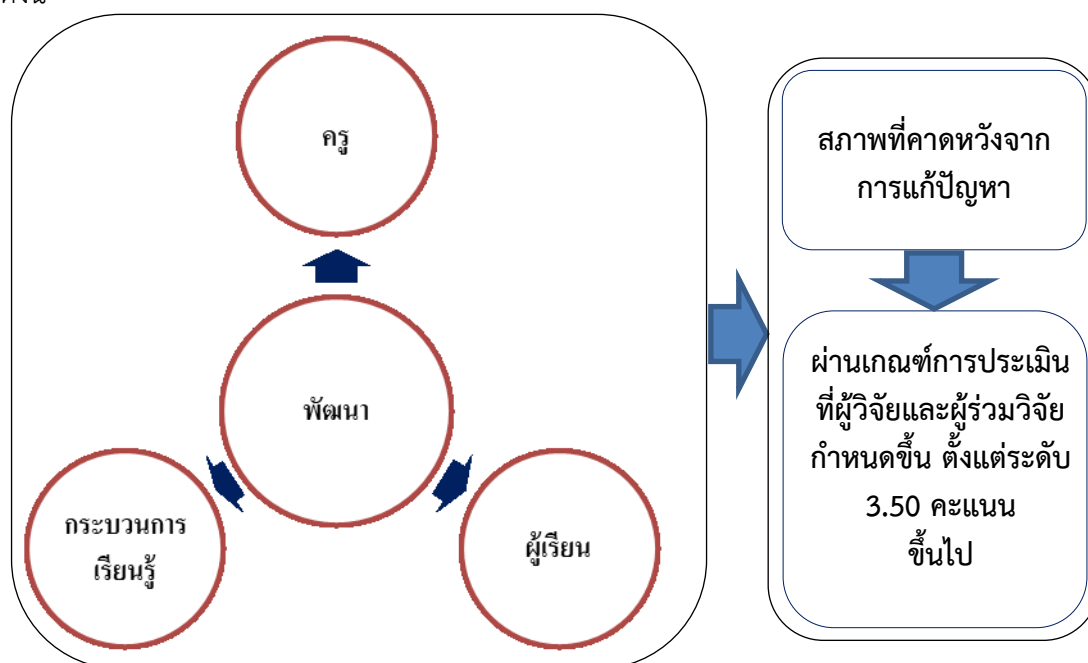 ครู
พัฒนา
กระบวนการ
เรียนรู้
ผู้เรียน
สภาพที่คาดหวังจาก
การแก้ปัญหา
ผ่านเกณฑ์การประเมิน
ที่ผู้วิจัยและผู้ร่วมวิจัย
กำหนดขึ้น ตั้งแต่ระดับ
3.50 คะแนน
ขึ้นไป